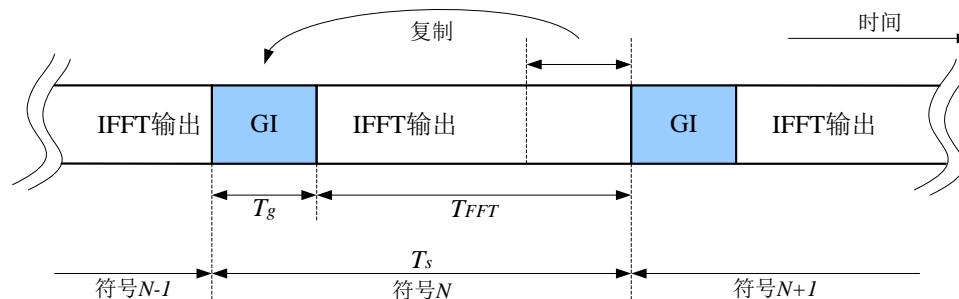 复制
时间
IFFT输出
GI
IFFT输出
GI
IFFT输出
Tg
TFFT
Ts
符号N-1
符号N
符号N+1